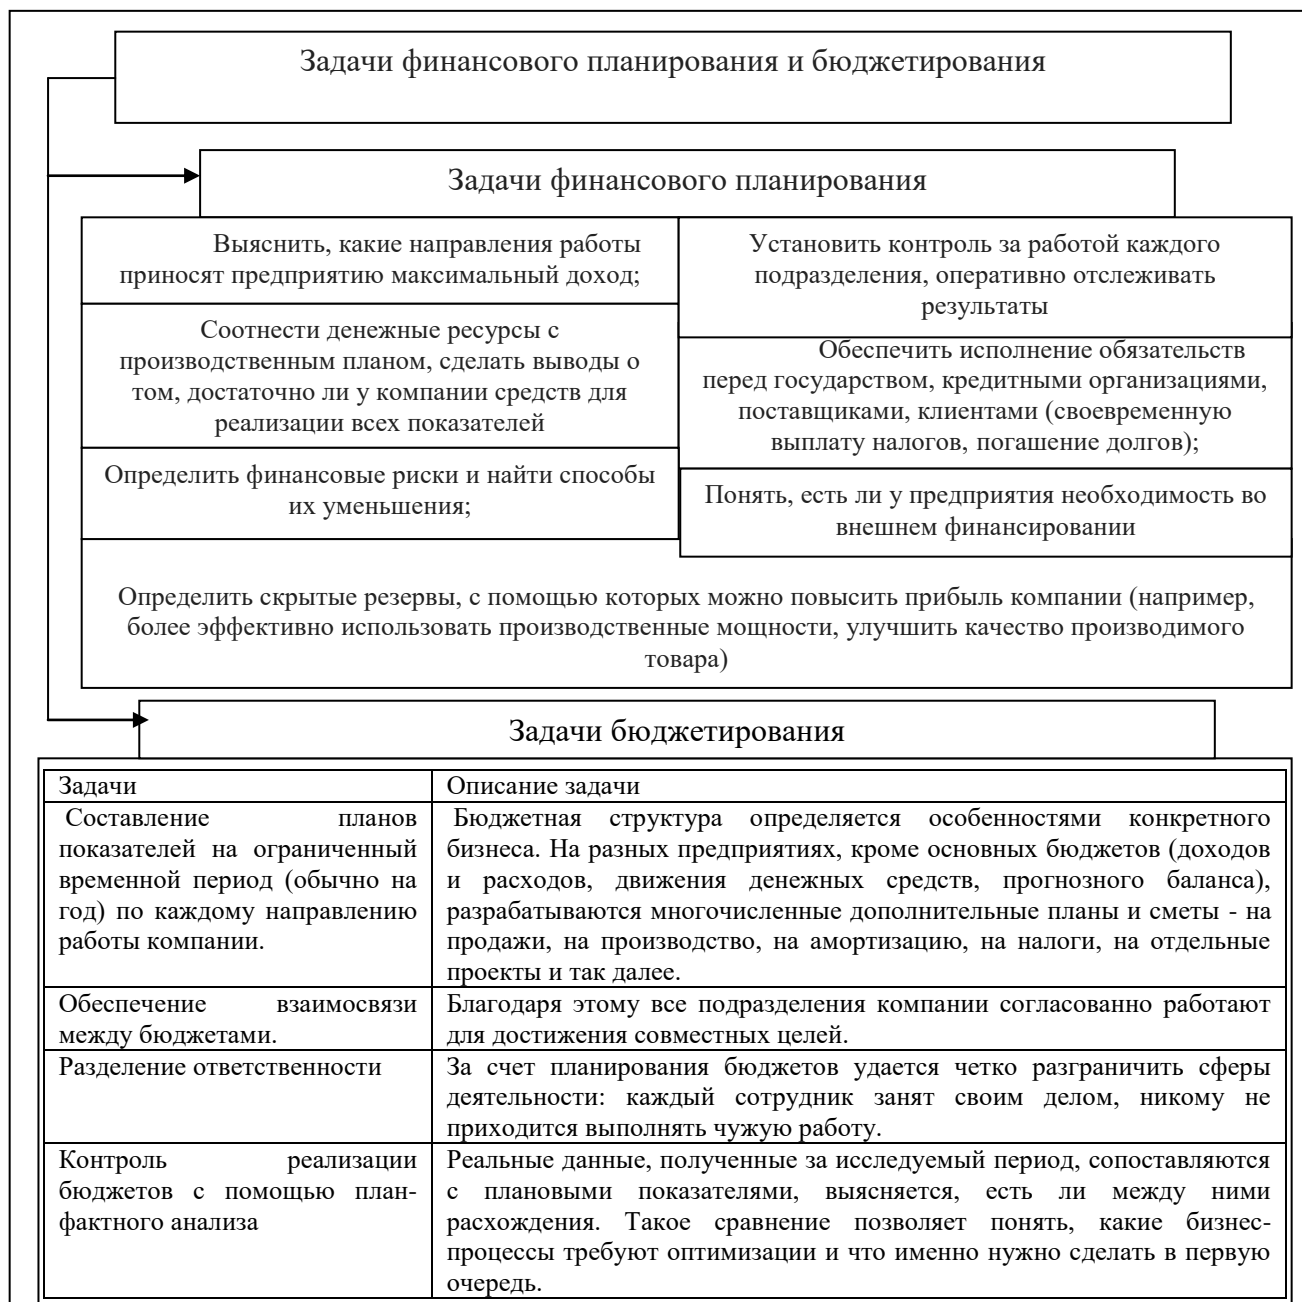 Задачи финансового планирования и бюджетирования
Задачи финансового планирования
Выяснить, какие направления работы
приносят предприятию максимальный доход;
Соотнести денежные ресурсы с
производственным планом, сделать выводы о
том, достаточно ли у компании средств для
реализации всех показателей
Определить финансовые риски и найти способы
их уменьшения;
Установить контроль за работой каждого
подразделения, оперативно отслеживать
результаты
Обеспечить исполнение обязательств
перед государством, кредитными организациями,
поставщиками, клиентами (своевременную
выплату налогов, погашение долгов);
Понять, есть ли у предприятия необходимость во
внешнем финансировании
Определить скрытые резервы, с помощью которых можно повысить прибыль компании (например,
более эффективно использовать производственные мощности, улучшить качество производимого
товара)
Задачи бюджетирования
Задачи
Описание задачи
Составление планов
показателей на ограниченный
временной период (обычно на
год) по каждому направлению
работы компании.
Бюджетная структура определяется особенностями конкретного
бизнеса. На разных предприятиях, кроме основных бюджетов (доходов
и расходов, движения денежных средств, прогнозного баланса),
разрабатываются многочисленные дополнительные планы и сметы - на
продажи, на производство, на амортизацию, на налоги, на отдельные
проекты и так далее.
Обеспечение взаимосвязи
между бюджетами.
Благодаря этому все подразделения компании согласованно работают
для достижения совместных целей.
Разделение ответственности
За счет планирования бюджетов удается четко разграничить сферы
деятельности: каждый сотрудник занят своим делом, никому не
приходится выполнять чужую работу.
Контроль реализации
бюджетов с помощью план-
фактного анализа
Реальные данные, полученные за исследуемый период, сопоставляются
с плановыми показателями, выясняется, есть ли между ними
расхождения. Такое сравнение позволяет понять, какие бизнес-
процессы требуют оптимизации и что именно нужно сделать в первую
очередь.